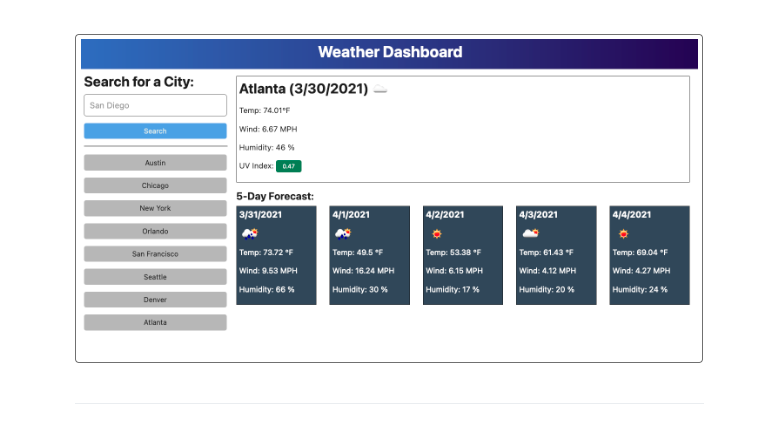 Weather Dashboard
Search for a City:
San Diego
Search
Austin
Chicago
New York
Orlando
San Francisco
Seattle
Denver
Atlanta
Atlanta (3/30/2021)
Temp: 74.01°F
Wind: 6.67 MPH
Humidity: 46 %
UV Index: 0.47
5-Day Forecast:
3/31/2021
Temp: 73.72 °F
Wind: 9.53 MPH
Humidity: 66 %
4/1/2021
Temp: 49.5 °F
Wind: 16.24 MPH
Humidity: 30 %
4/2/2021
Temp: 53.38 °F
Wind: 6.15 MPH
Humidity: 17 %
4/3/2021
Temp: 61.43 °F
Wind: 4.12 MPH
Humidity: 20 %
4/4/2021
Temp: 69.04 °F
Wind: 4.27 MPH
Humidity: 24 %